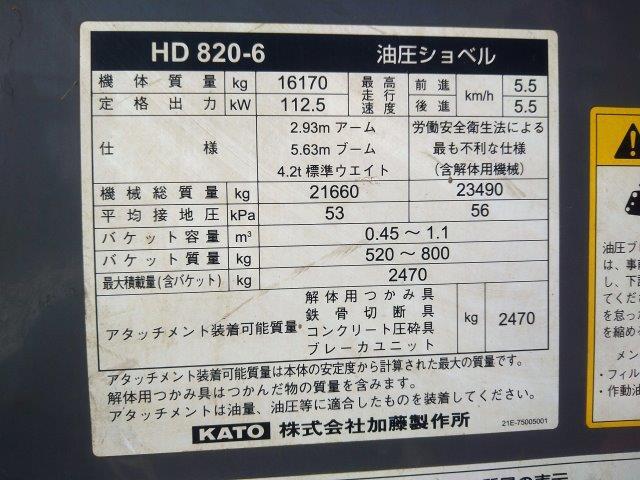 HD 820-6 油圧ショベル
機体質量 kg 16170 最高走行速度 前進 km/h 5.5
定格出力 kW 112.5 後進 5.5
仕様 2.93m アーム 労働安全衛生法による
5.63m ブーム 最も不利な仕様
4.2t 標準ウエイト (含解体用機械)
機械総質量 kg 21660 23490
平均接地圧 kPa 53 56
バケット容量 m³ 0.45 ～ 1.1
バケット質量 kg 520 ～ 800
最大積載量(含バケット) kg 2470
アタッチメント装着可能質量 解体用つかみ具 kg 2470
鉄骨切断具
コンクリート圧砕具
ブレーカユニット
アタッチメント装着可能質量は本体の安定度から計算された最大の質量です。
解体用つかみ具はつかんだ物の質量を含みます。
アタッチメントは油量、油圧等に適合したものを装着してください。
KATO 株式会社加藤製作所 21E-75005001
油圧ブ
は、事前
し、下
てくださ
を怠っ
を縮め
メン
・フィル
・作動油